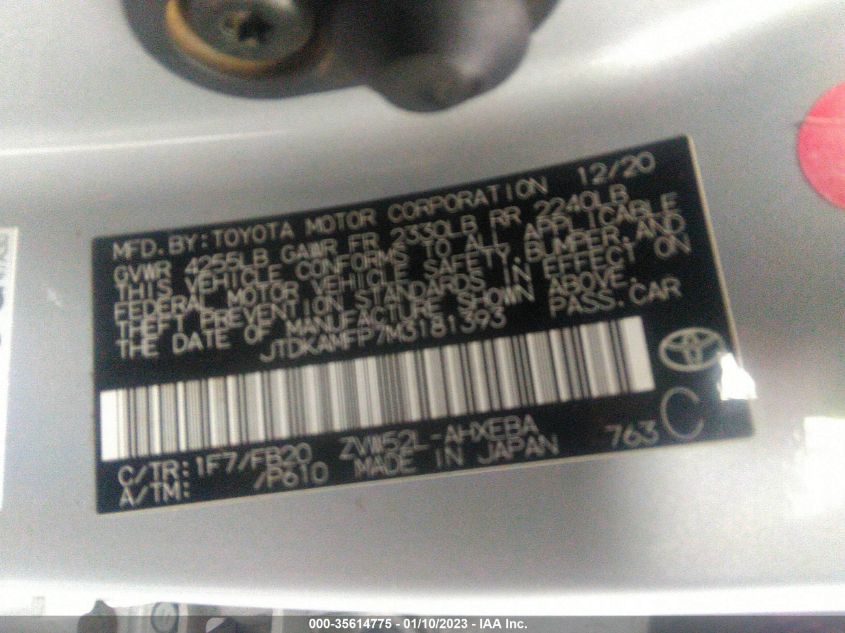 MFD.BY:TOYOTA MOTOR CORPORATION 12/20
GVWR 4255LB GAWR FR 2330LB RR 2240LB
THIS VEHICLE CONFORMS TO ALL APPLICABLE
FEDERAL MOTOR VEHICLE SAFETY, BUMPER, AND
THEFT PREVENTION STANDARDS IN EFFECT ON
THE DATE OF MANUFACTURE SHOWN ABOVE.
JTDKAMFP7M3181393 PASS.CAR
C/TR: 1F7/FB20 ZVW52L-AHXEBA 763 C
A/TM: /P610 MADE IN JAPAN
000-35614775 — 01/10/2023 — IAA Inc.